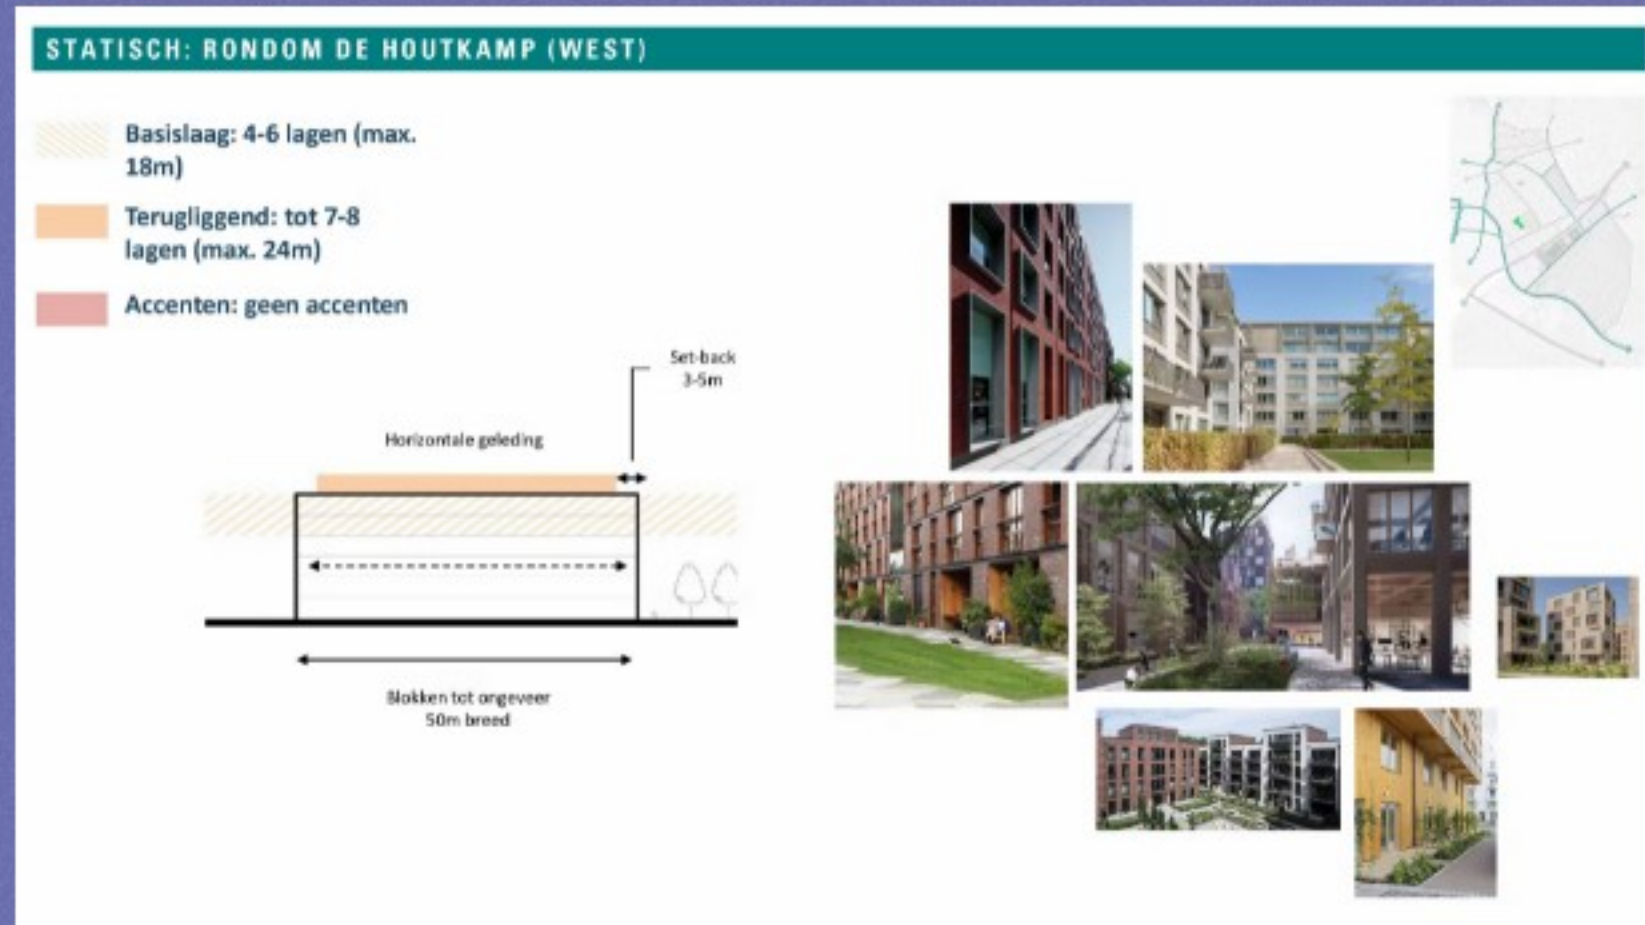 STATISCH: RONDOM DE HOUTKAMP (WEST)
Basislaag: 4-6 lagen (max.
18m)
Terugliggend: tot 7-8
lagen (max. 24m)
Accenten: geen accenten
Set-back
3-5m
Horizontale geleding
Blokken tot ongeveer
50m breed